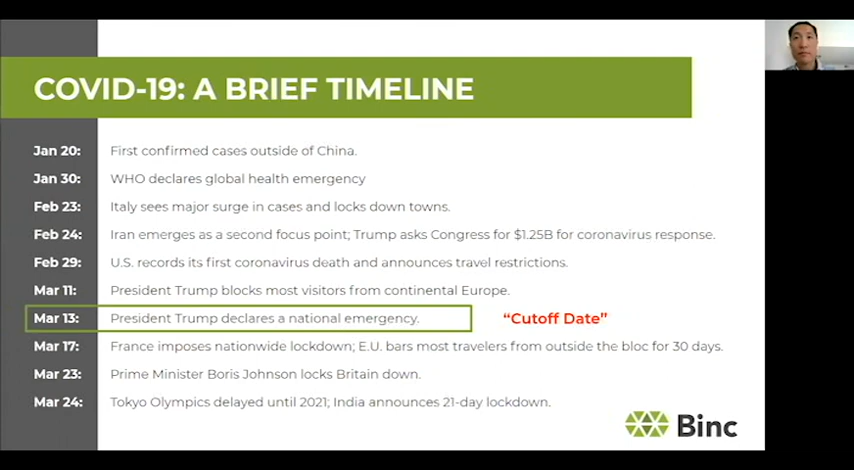 COVID-19: A BRIEF TIMELINE
Jan 20: First confirmed cases outside of China.
Jan 30: WHO declares global health emergency
Feb 23: Italy sees major surge in cases and locks down towns.
Feb 24: Iran emerges as a second focus point; Trump asks Congress for $1.25B for coronavirus response.
Feb 29: U.S. records its first coronavirus death and announces travel restrictions.
Mar 11: President Trump blocks most visitors from continental Europe.
Mar 13: President Trump declares a national emergency. “Cutoff Date”
Mar 17: France imposes nationwide lockdown; E.U. bars most travelers from outside the bloc for 30 days.
Mar 23: Prime Minister Boris Johnson locks Britain down.
Mar 24: Tokyo Olympics delayed until 2021; India announces 21-day lockdown.
Binc